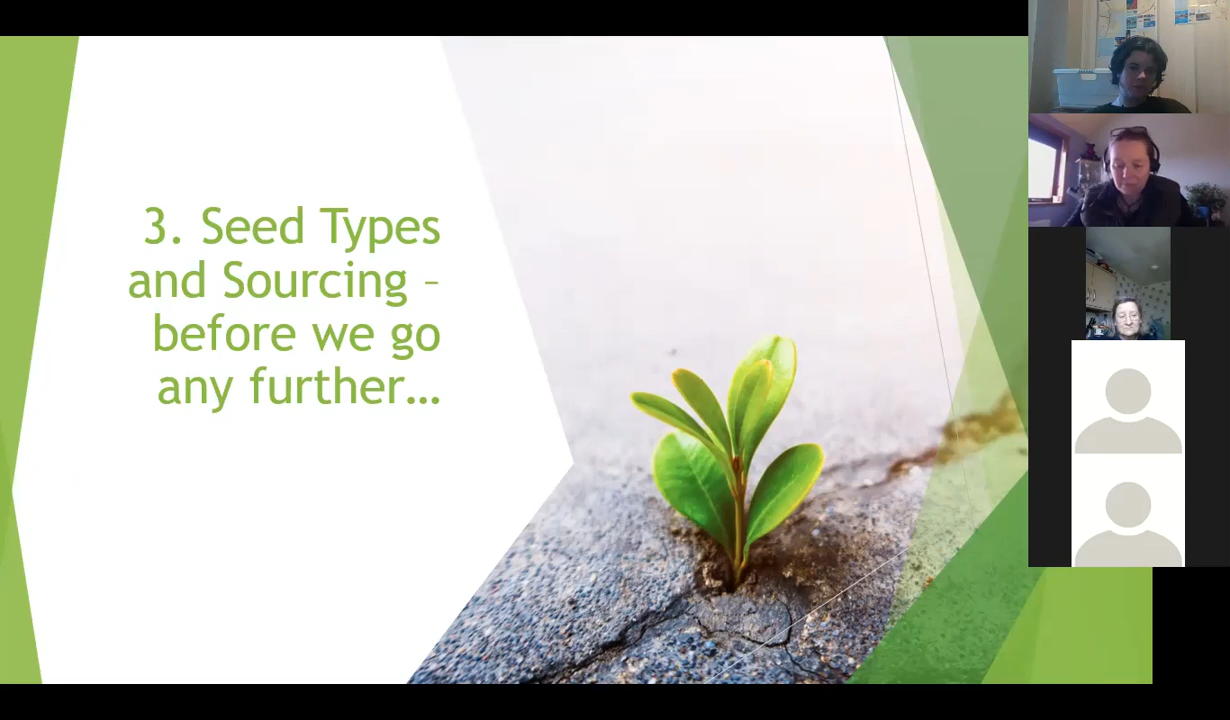 3. Seed Types
and Sourcing –
before we go
any further…